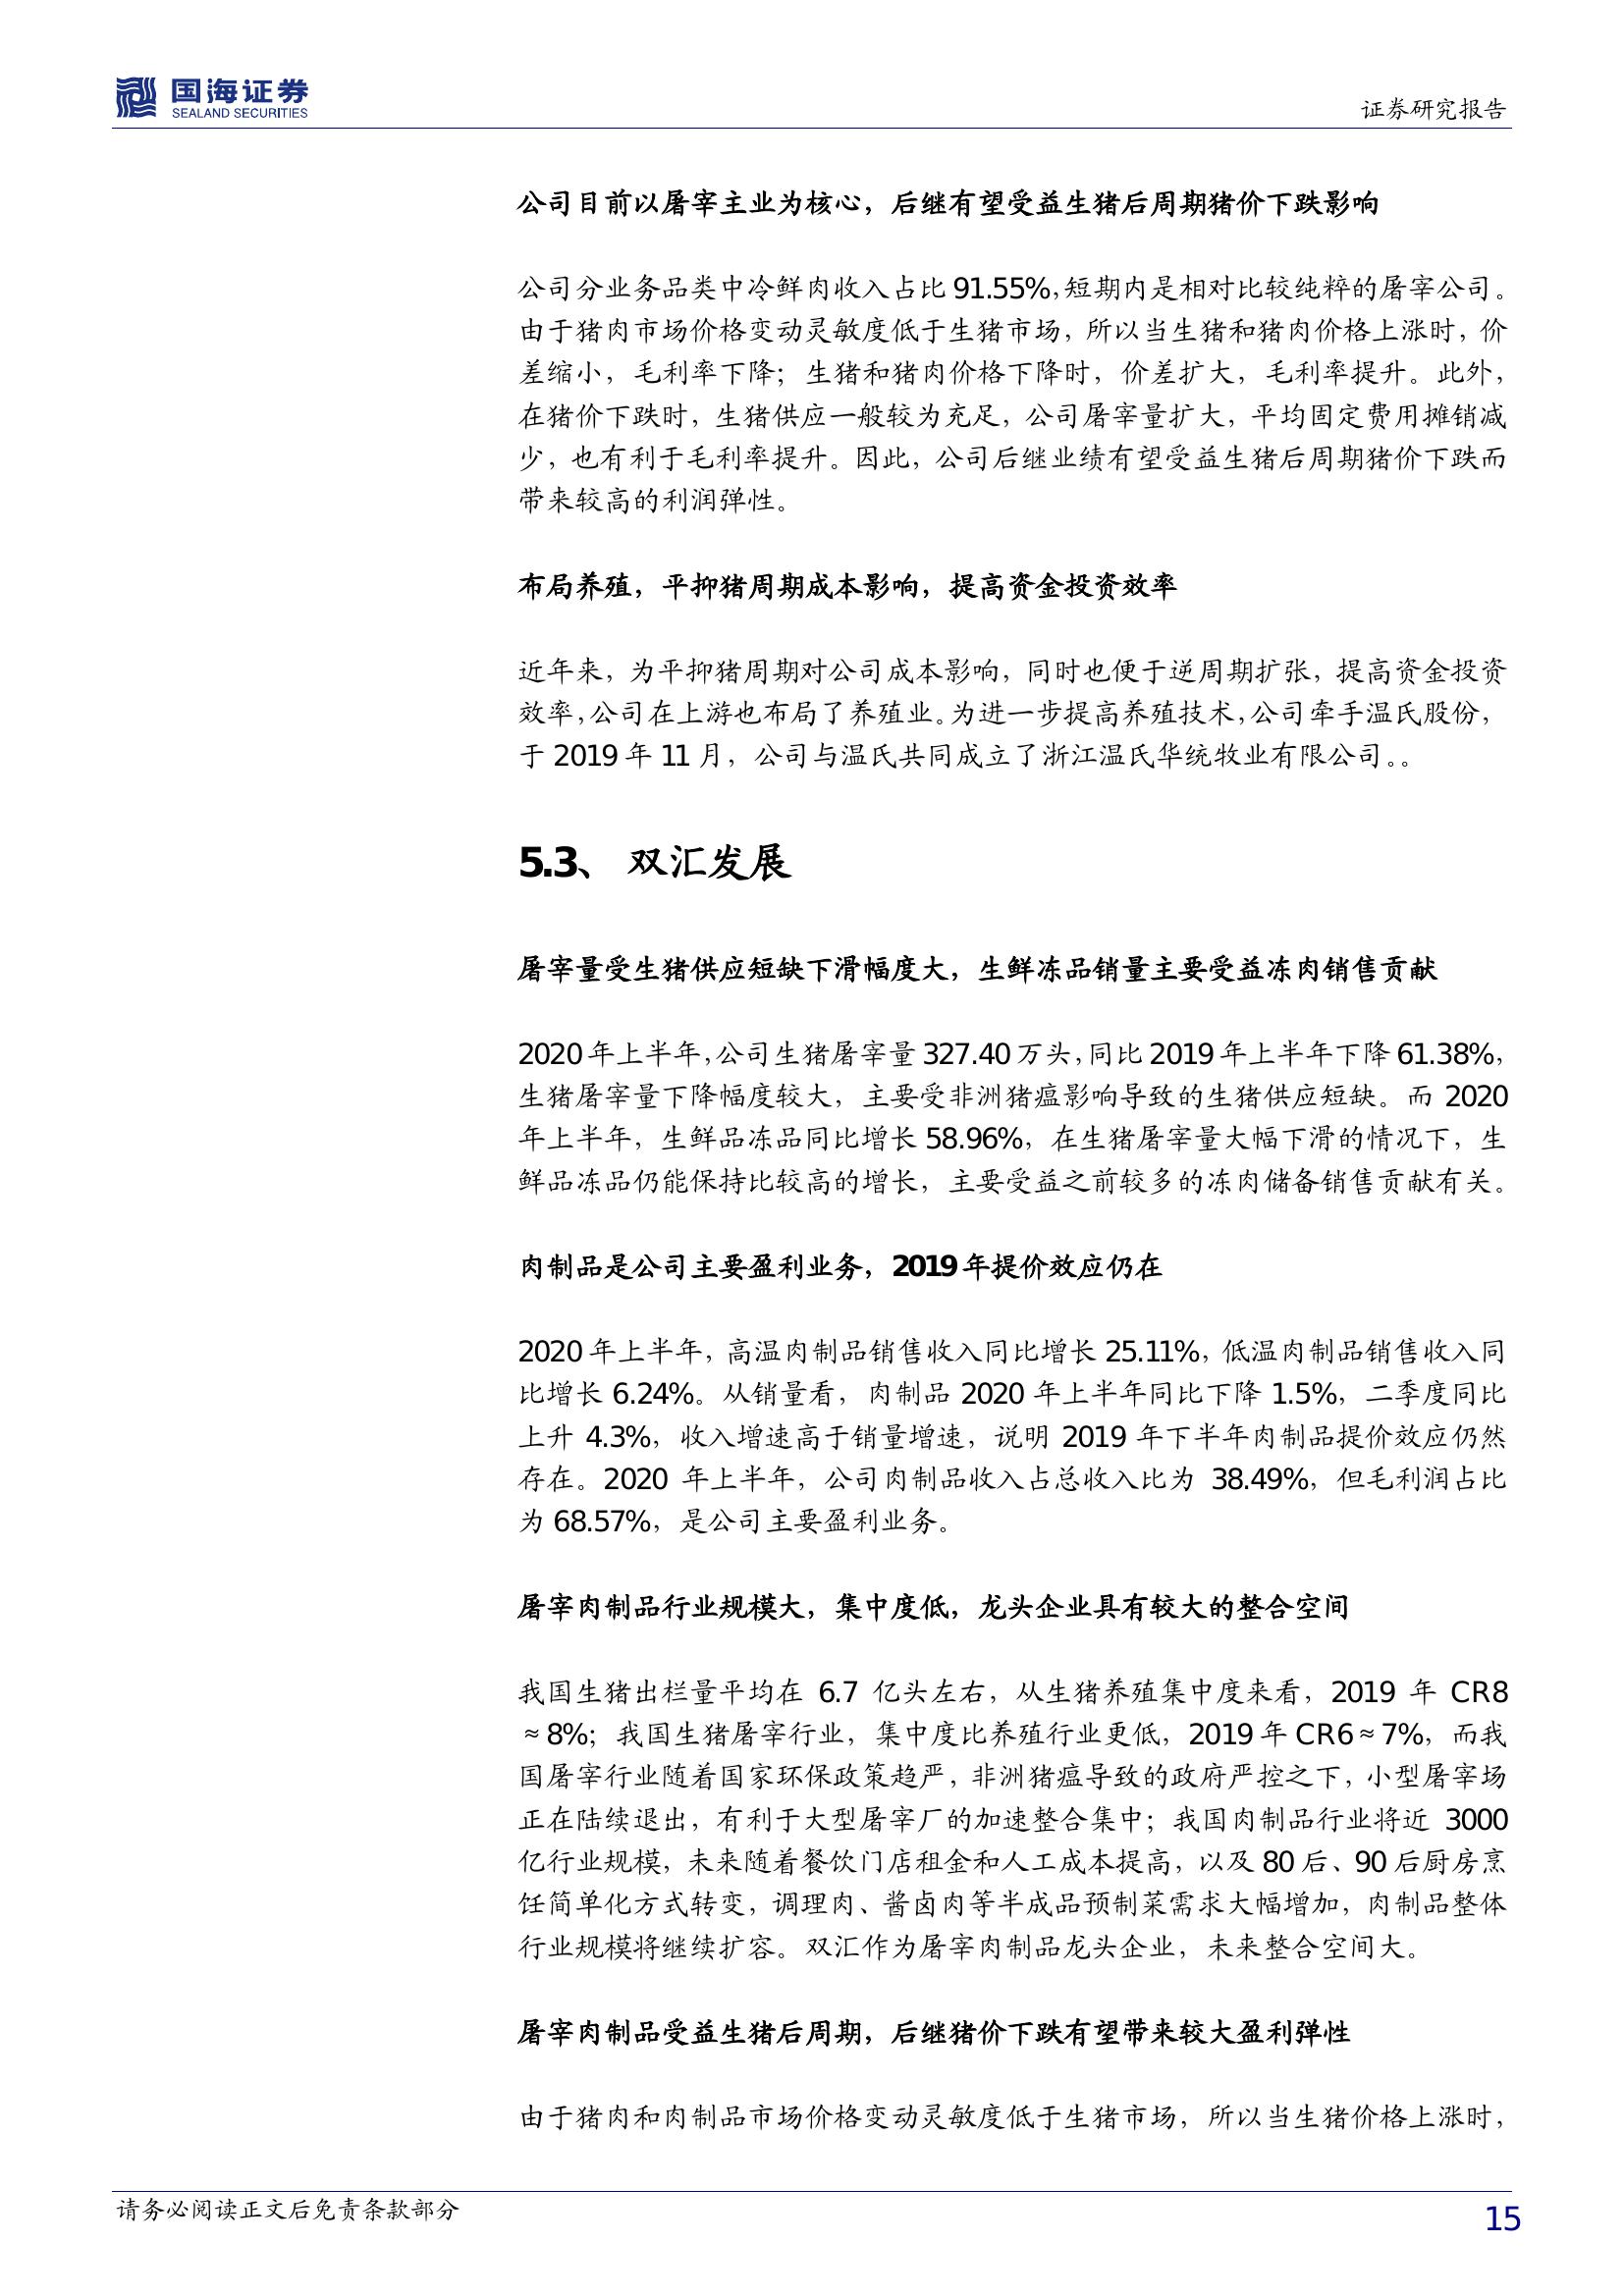 国海证券
SEALAND SECURITIES
证券研究报告
公司目前以屠宰主业为核心，后继有望受益生猪后周期猪价下跌影响
公司分业务品类中冷鲜肉收入占比 91.55%，短期内是相对比较纯粹的屠宰公司。
由于猪肉市场价格变动灵敏度低于生猪市场，所以当生猪和猪肉价格上涨时，价
差缩小，毛利率下降；生猪和猪肉价格下降时，价差扩大，毛利率提升。此外，
在猪价下跌时，生猪供应一般较为充足，公司屠宰量扩大，平均固定费用摊销减
少，也有利于毛利率提升。因此，公司后继业绩有望受益生猪后周期猪价下跌而
带来较高的利润弹性。
布局养殖，平抑猪周期成本影响，提高资金投资效率
近年来，为平抑猪周期对公司成本影响，同时也便于逆周期扩张，提高资金投资
效率，公司在上游也布局了养殖业。为进一步提高养殖技术，公司牵手温氏股份，
于 2019 年 11 月，公司与温氏共同成立了浙江温氏华统牧业有限公司。。
5.3、 双汇发展
屠宰量受生猪供应短缺下滑幅度大，生鲜冻品销量主要受益冻肉销售贡献
2020 年上半年，公司生猪屠宰量 327.40 万头，同比 2019 年上半年下降 61.38%，
生猪屠宰量下降幅度较大，主要受非洲猪瘟影响导致的生猪供应短缺。而 2020
年上半年，生鲜品冻品同比增长 58.96%，在生猪屠宰量大幅下滑的情况下，生
鲜品冻品仍能保持比较高的增长，主要受益之前较多的冻肉储备销售贡献有关。
肉制品是公司主要盈利业务，2019 年提价效应仍在
2020 年上半年，高温肉制品销售收入同比增长 25.11%，低温肉制品销售收入同
比增长 6.24%。从销量看，肉制品 2020 年上半年同比下降 1.5%，二季度同比
上升 4.3%，收入增速高于销量增速，说明 2019 年下半年肉制品提价效应仍然
存在。2020 年上半年，公司肉制品收入占总收入比为 38.49%，但毛利润占比
为 68.57%，是公司主要盈利业务。
屠宰肉制品行业规模大，集中度低，龙头企业具有较大的整合空间
我国生猪出栏量平均在 6.7 亿头左右，从生猪养殖集中度来看，2019 年 CR8
≈8%；我国生猪屠宰行业，集中度比养殖行业更低，2019 年 CR6≈7%，而我
国屠宰行业随着国家环保政策趋严，非洲猪瘟导致的政府严控之下，小型屠宰场
正在陆续退出，有利于大型屠宰厂的加速整合集中；我国肉制品行业将近 3000
亿行业规模，未来随着餐饮门店租金和人工成本提高，以及 80 后、90 后厨房烹
饪简单化方式转变，调理肉、酱卤肉等半成品预制菜需求大幅增加，肉制品整体
行业规模将继续扩容。双汇作为屠宰肉制品龙头企业，未来整合空间大。
屠宰肉制品受益生猪后周期，后继猪价下跌有望带来较大盈利弹性
由于猪肉和肉制品市场价格变动灵敏度低于生猪市场，所以当生猪价格上涨时，
请务必阅读正文后免责条款部分
15